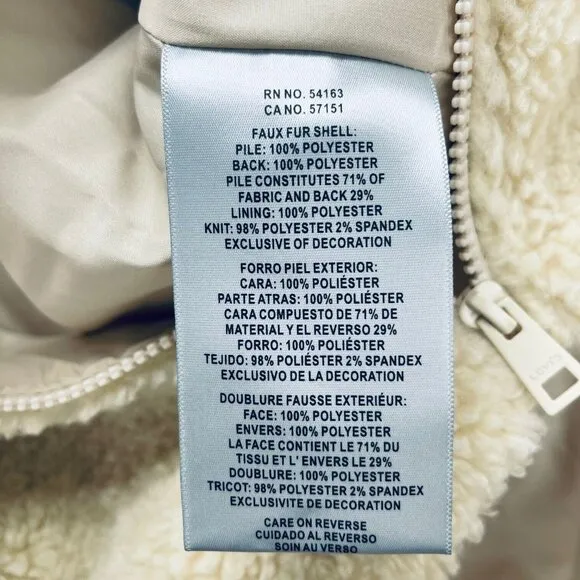 RN NO. 54163
CA NO. 57151
FAUX FUR SHELL:
PILE: 100% POLYESTER
BACK: 100% POLYESTER
PILE CONSTITUTES 71% OF
FABRIC AND BACK 29%
LINING: 100% POLYESTER
KNIT: 98% POLYESTER 2% SPANDEX
EXCLUSIVE OF DECORATION
FORRO PIEL EXTERIOR:
CARA: 100% POLIÉSTER
PARTE ATRAS: 100% POLIÉSTER
CARA COMPUESTO DE 71% DE
MATERIAL Y EL REVERSO 29%
FORRO: 100% POLIÉSTER
TEJIDO: 98% POLIÉSTER 2% SPANDEX
EXCLUSIVO DE LA DECORATION
DOUBLURE FAUSSE EXTERIÉUR:
FACE: 100% POLYESTER
ENVERS: 100% POLYESTER
LA FACE CONTIENT LE 71% DU
TISSU ET L' ENVERS LE 29%
DOUBLURE: 100% POLYESTER
TRICOT: 98% POLYESTER 2% SPANDEX
EXCLUSIVITE DE DECORATION
CARE ON REVERSE
CUIDADO AL REVERSO
SOIN AU VERSO